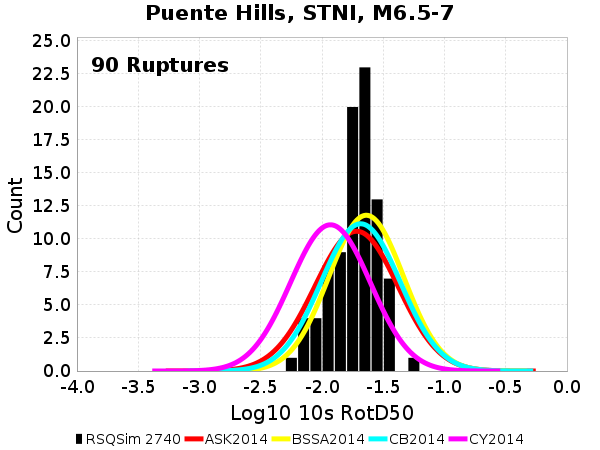 Puente Hills, STNI, M6.5-7
25.0
90 Ruptures
22.5
20.0
17.5
15.0
12.5
10.0
7.5
5.0
2.5
0.0
Count
-4.0 -3.5 -3.0 -2.5 -2.0 -1.5 -1.0 -0.5 0.0
Log10 10s RotD50
RSQSim 2740 ASK2014 BSSA2014 CB2014 CY2014